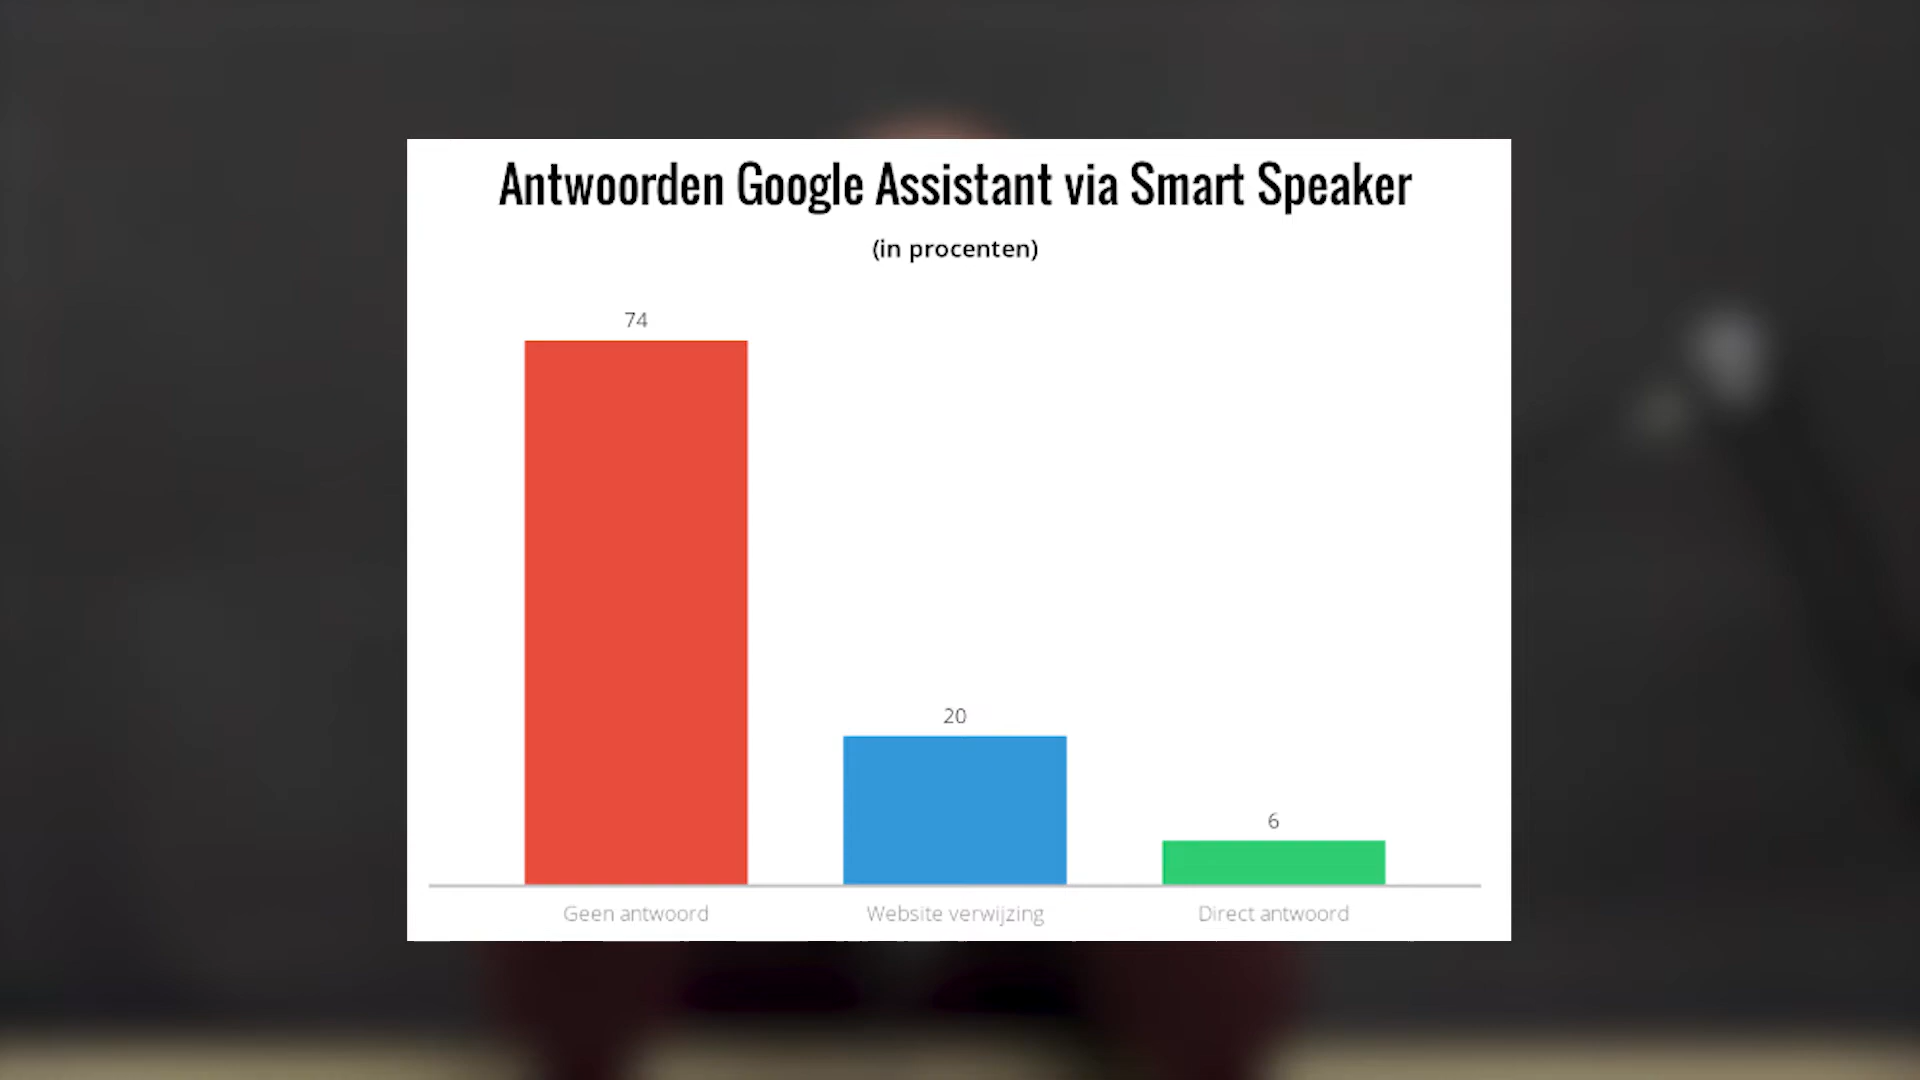 Antwoorden Google Assistant via Smart Speaker
(in procenten)
74
20
6
Geen antwoord
Website verwijzing
Direct antwoord